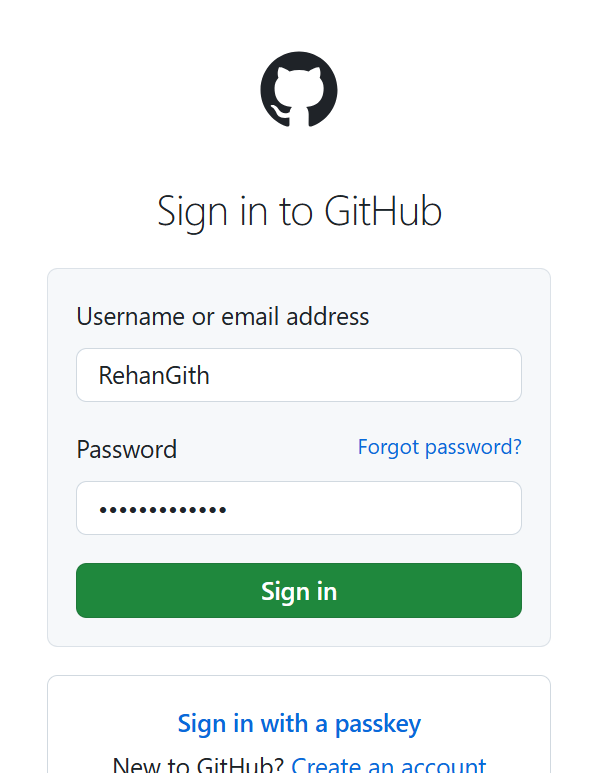 Sign in to GitHub
Username or email address
RehanGith
Password Forgot password?
•••••••••••••
Sign in
Sign in with a passkey
New to GitHub? Create an account